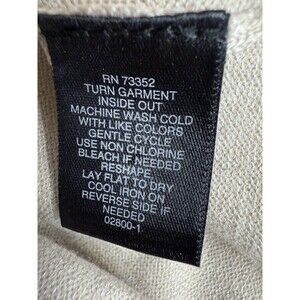 RN 73352
TURN GARMENT
INSIDE OUT
MACHINE WASH COLD
WITH LIKE COLORS
GENTLE CYCLE
USE NON CHLORINE
BLEACH IF NEEDED
RESHAPE
LAY FLAT TO DRY
COOL IRON ON
REVERSE SIDE IF
NEEDED
02800-1